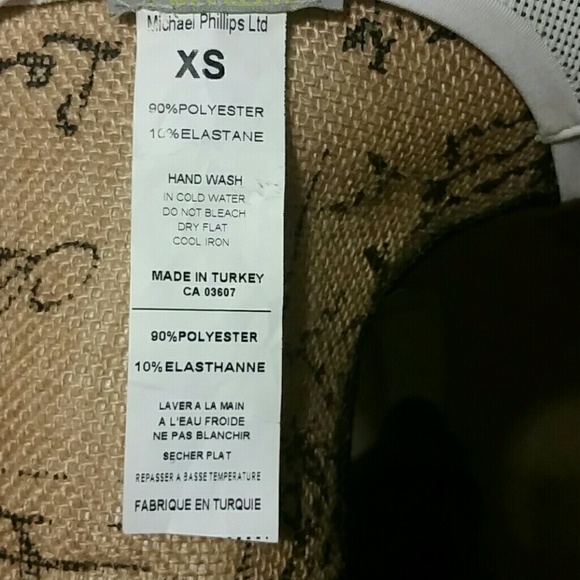 Michael Phillips Ltd
XS
90%POLYESTER
10%ELASTANE
HAND WASH
IN COLD WATER
DO NOT BLEACH
DRY FLAT
COOL IRON
MADE IN TURKEY
CA 03607
90%POLYESTER
10%ELASTHANNE
LAVER A LA MAIN
A L'EAU FROIDE
NE PAS BLANCHIR
SECHER PLAT
REPASSER A BASSE TEMPERATURE
FABRIQUE EN TURQUIE